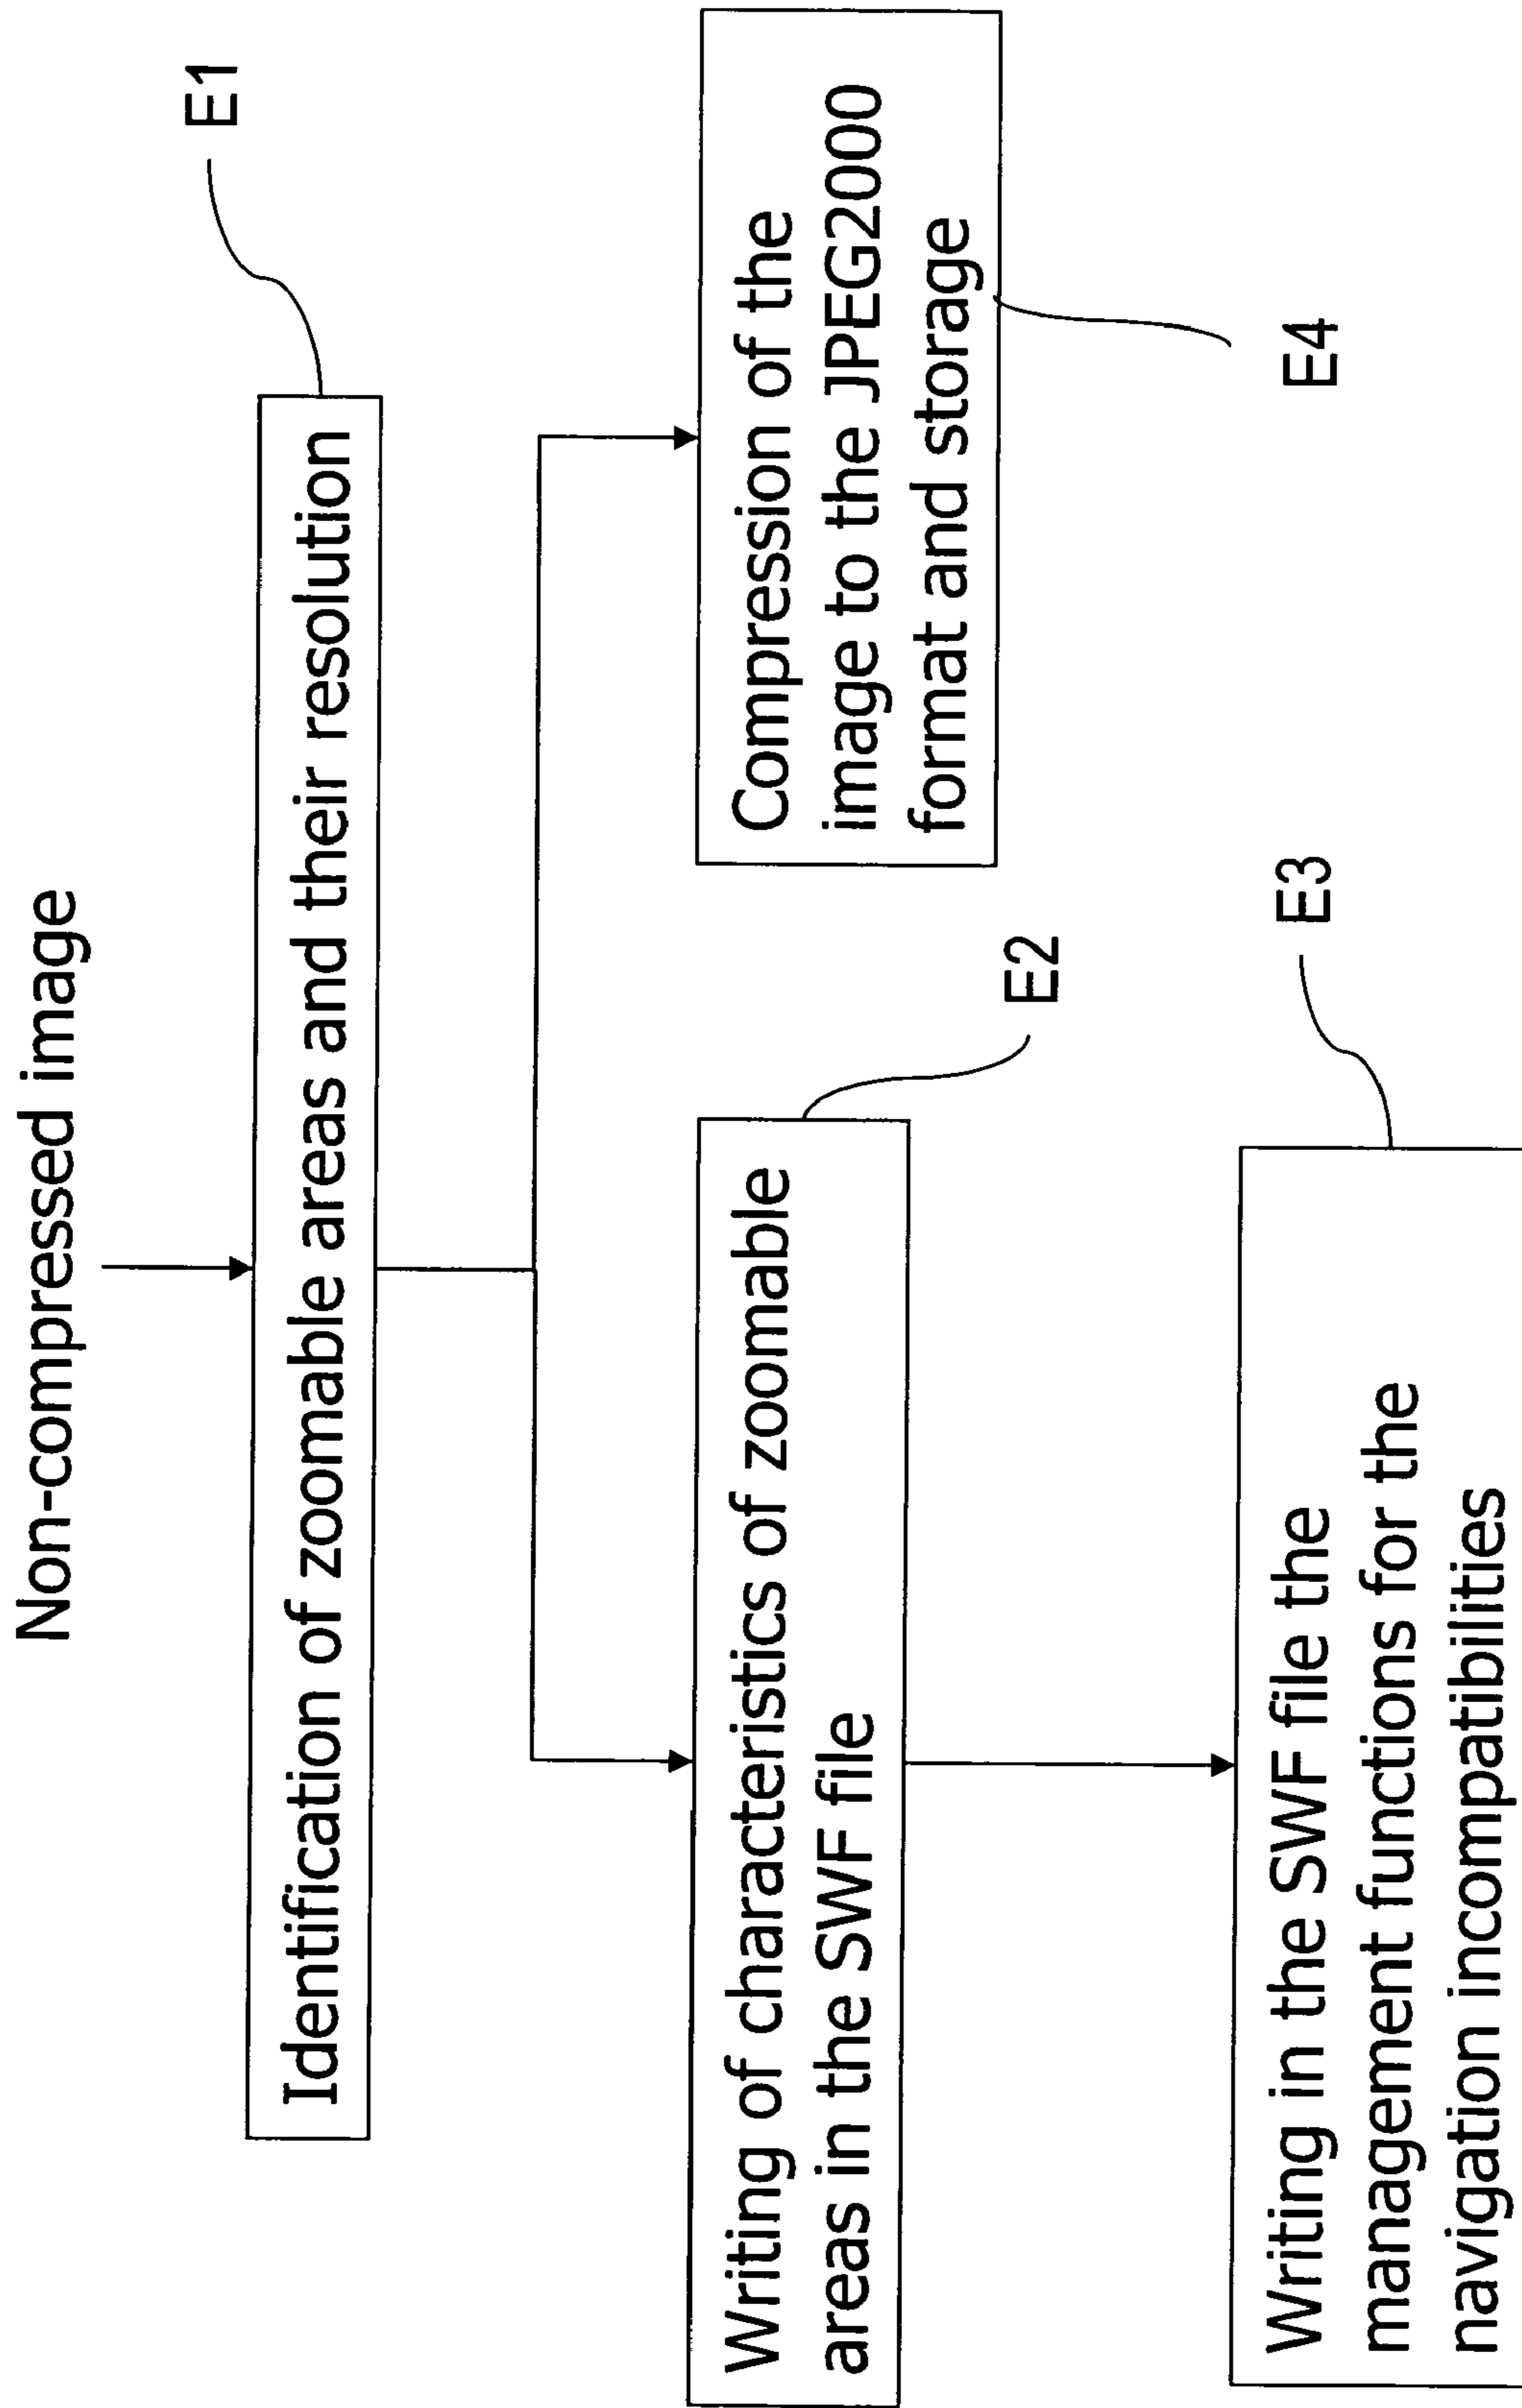 Non-compressed image
E1
Identification of zoomable areas and their resolution
Writing of characteristics of zoomable
areas in the SWF file
E2
Compression of the
image to the JPEG2000
format and storage
E4
Writing in the SWF file the
management functions for the
navigation incompatibilities
E3